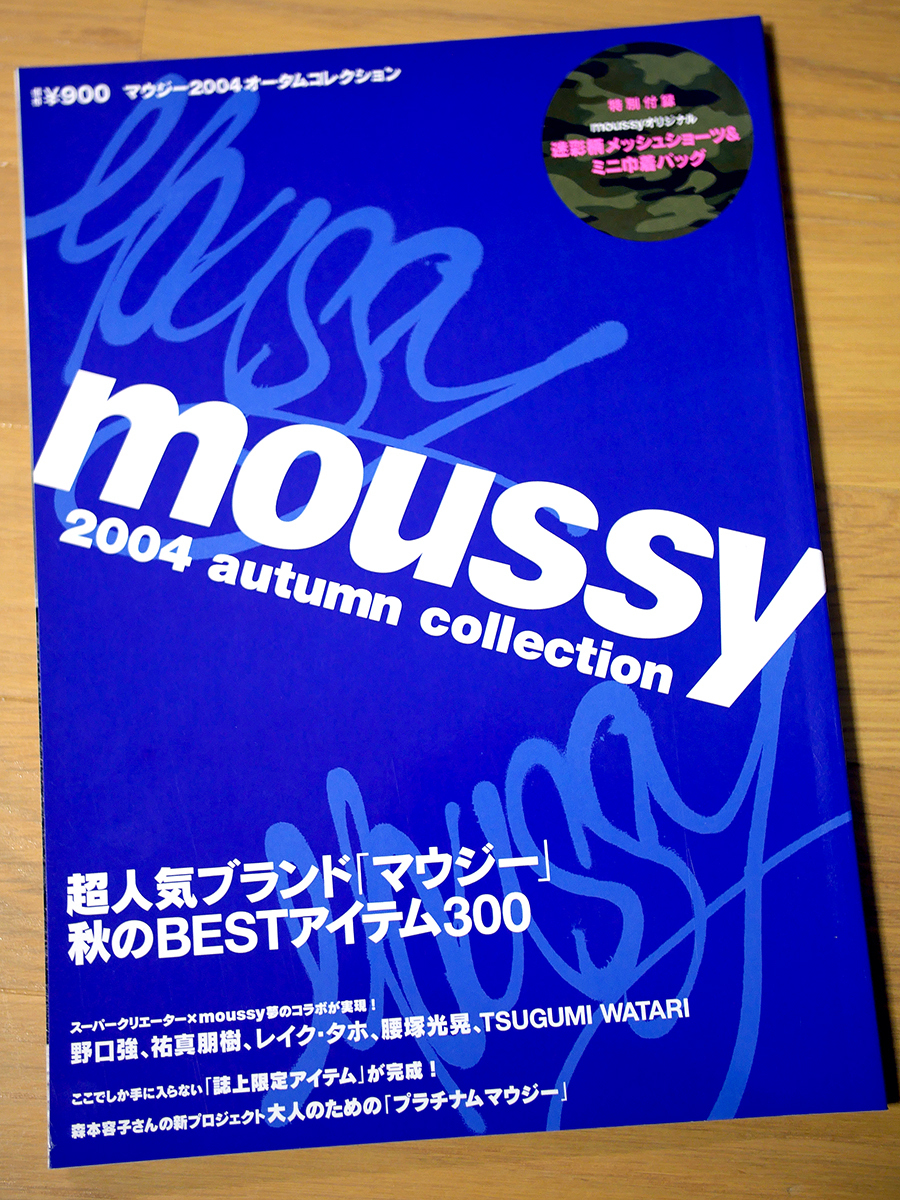 特価¥900 マウジー2004オータムコレクション
特別付録
moussyオリジナル
迷彩柄メッシュショーツ&
ミニ巾着バッグ
moussy
moussy
2004 autumn collection
moussy
超人気ブランド「マウジー」
秋のBESTアイテム300
スーパークリエーター×moussy夢のコラボが実現！
野口強、祐真朋樹、レイク・タホ、腰塚光晃、TSUGUMI WATARI
ここでしか手に入らない「誌上限定アイテム」が完成！
森本容子さんの新プロジェクト大人のための「プラチナムマウジー」